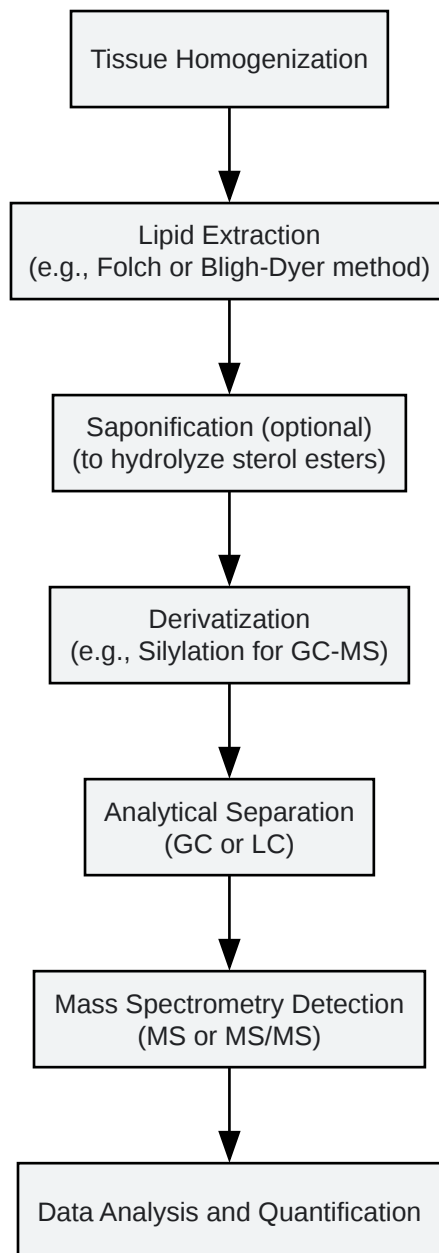 Tissue Homogenization
Lipid Extraction
(e.g., Folch or Bligh-Dyer method)
Saponification (optional)
(to hydrolyze sterol esters)
Derivatization
(e.g., Silylation for GC-MS)
Analytical Separation
(GC or LC)
Mass Spectrometry Detection
(MS or MS/MS)
Data Analysis and Quantification